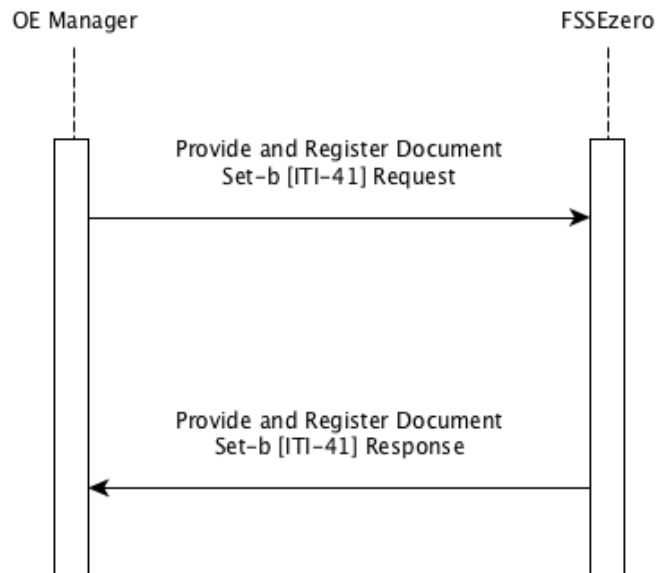 OE Manager
FSSEzero
Provide and Register Document
Set-b [ITI-41] Request
Provide and Register Document
Set-b [ITI-41] Response